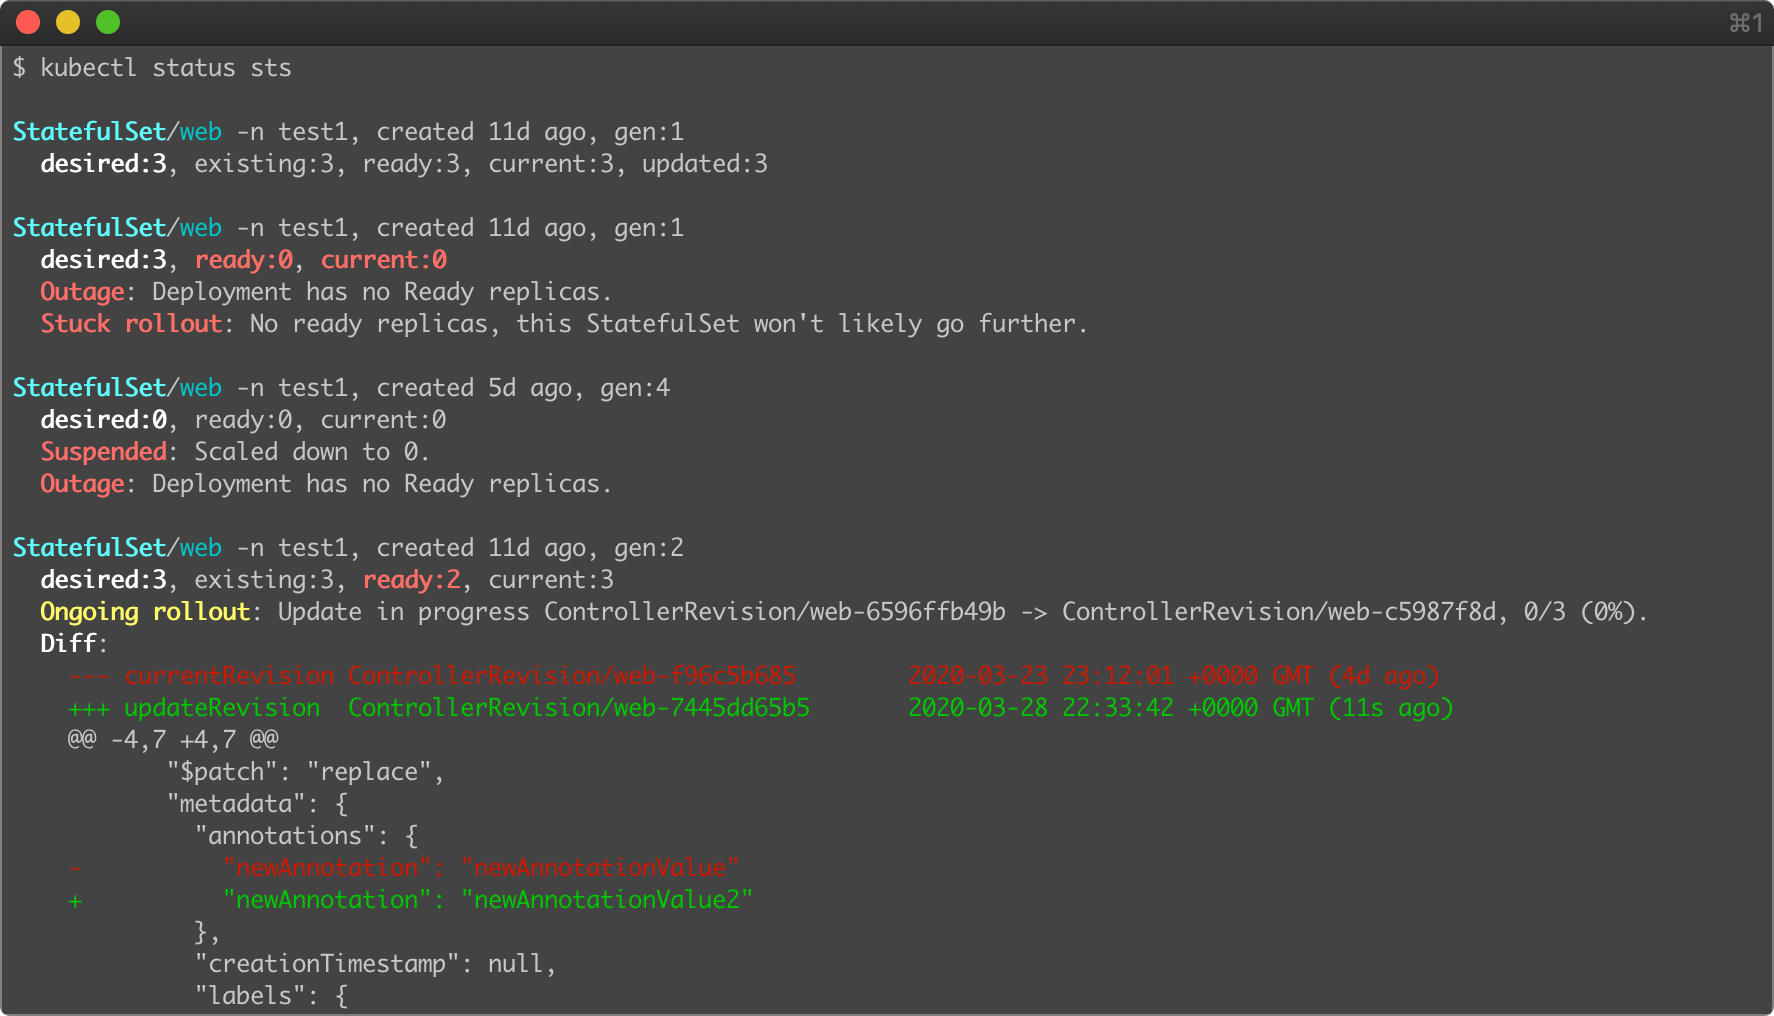 ⌘1
$ kubectl status sts
StatefulSet/web -n test1, created 11d ago, gen:1
  desired:3, existing:3, ready:3, current:3, updated:3
StatefulSet/web -n test1, created 11d ago, gen:1
  desired:3, ready:0, current:0
  Outage: Deployment has no Ready replicas.
  Stuck rollout: No ready replicas, this StatefulSet won't likely go further.
StatefulSet/web -n test1, created 5d ago, gen:4
  desired:0, ready:0, current:0
  Suspended: Scaled down to 0.
  Outage: Deployment has no Ready replicas.
StatefulSet/web -n test1, created 11d ago, gen:2
  desired:3, existing:3, ready:2, current:3
  Ongoing rollout: Update in progress ControllerRevision/web-6596ffb49b -> ControllerRevision/web-c5987f8d, 0/3 (0%).
  Diff:
    --- currentRevision ControllerRevision/web-f96c5b685        2020-03-23 23:12:01 +0000 GMT (4d ago)
    +++ updateRevision  ControllerRevision/web-7445dd65b5       2020-03-28 22:33:42 +0000 GMT (11s ago)
    @@ -4,7 +4,7 @@
           "$patch": "replace",
           "metadata": {
             "annotations": {
    -          "newAnnotation": "newAnnotationValue"
    +          "newAnnotation": "newAnnotationValue2"
             },
             "creationTimestamp": null,
             "labels": {